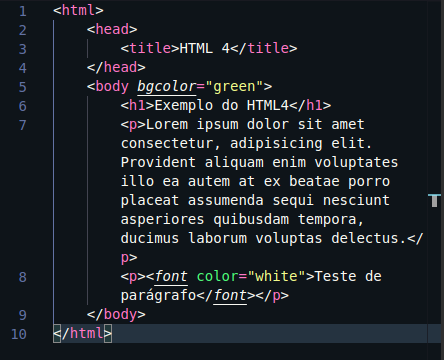 1 <html>
2 <head>
3 <title>HTML 4</title>
4 </head>
5 <body bgcolor="green">
6 <h1>Exemplo do HTML4</h1>
7 <p>Lorem ipsum dolor sit amet
consectetur, adipisicing elit.
Provident aliquam enim voluptates
illo ea autem at ex beatae porro
placeat assumenda sequi nesciunt
asperiores quibusdam tempora,
ducimus laborum voluptas delectus.</
p>
8 <p><font color="white">Teste de
parágrafo</font></p>
9 </body>
10 </html>